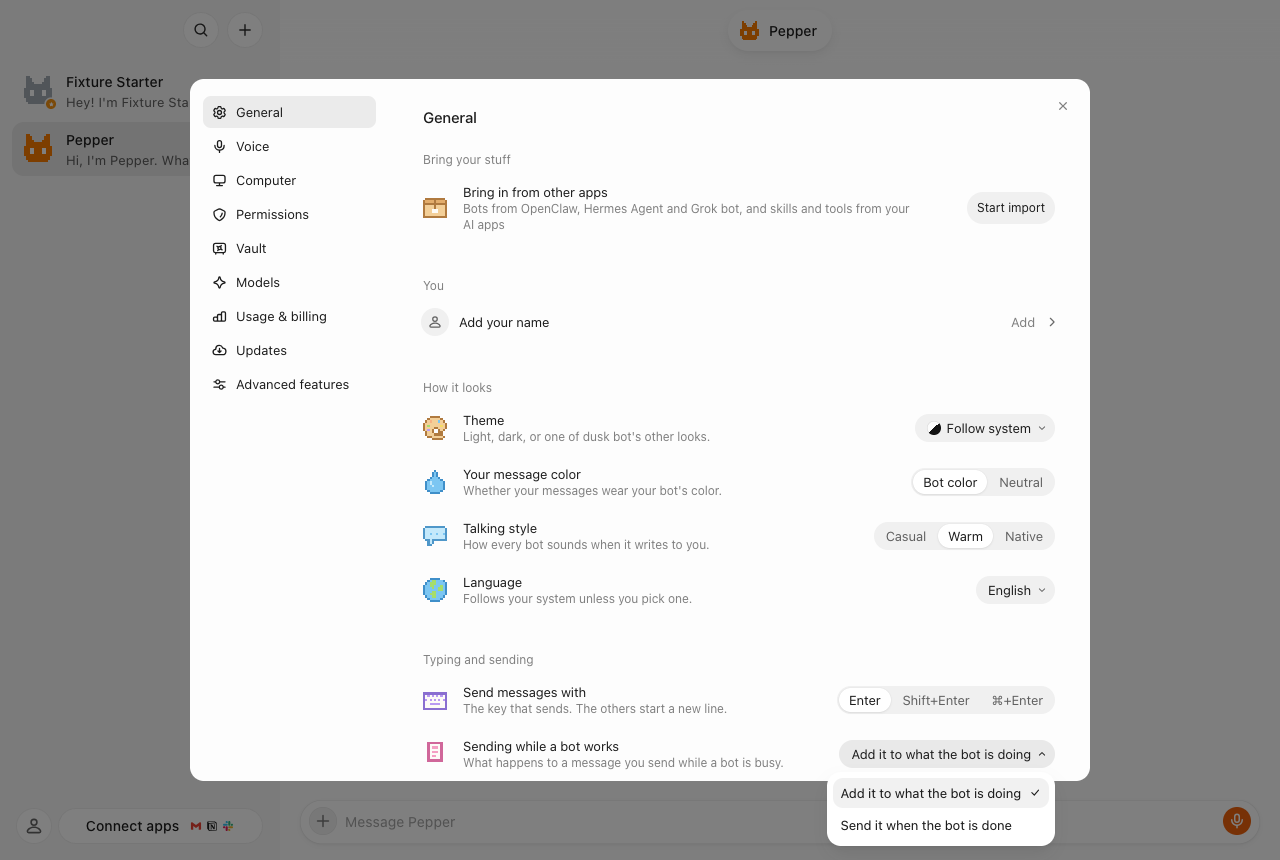 Pepper
Fixture Starter
Hey! I'm Fixture Sta
Pepper
Hi, I'm Pepper. Wha
General
Voice
Computer
Permissions
Vault
Models
Usage & billing
Updates
Advanced features
General
Bring your stuff
Bring in from other apps
Bots from OpenClaw, Hermes Agent and Grok bot, and skills and tools from your
AI apps
Start import
You
Add your name
Add
How it looks
Theme
Light, dark, or one of dusk bot's other looks.
Follow system
Your message color
Whether your messages wear your bot's color.
Bot color
Neutral
Talking style
How every bot sounds when it writes to you.
Casual
Warm
Native
Language
Follows your system unless you pick one.
English
Typing and sending
Send messages with
The key that sends. The others start a new line.
Enter
Shift+Enter
⌘+Enter
Sending while a bot works
What happens to a message you send while a bot is busy.
Add it to what the bot is doing
Add it to what the bot is doing
Send it when the bot is done
Connect apps
Message Pepper